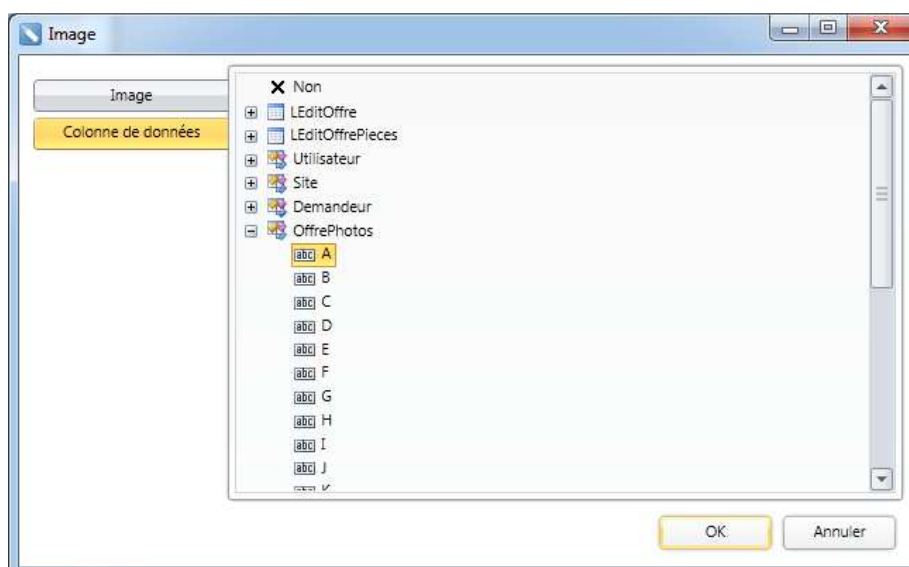 Image
Image
Colonne de données
Non
LEditOffre
LEditOffrePieces
Utilisateur
Site
Demandeur
OffrePhotos
abc A
abc B
abc C
abc D
abc E
abc F
abc G
abc H
abc I
abc J
abc K
OK
Annuler